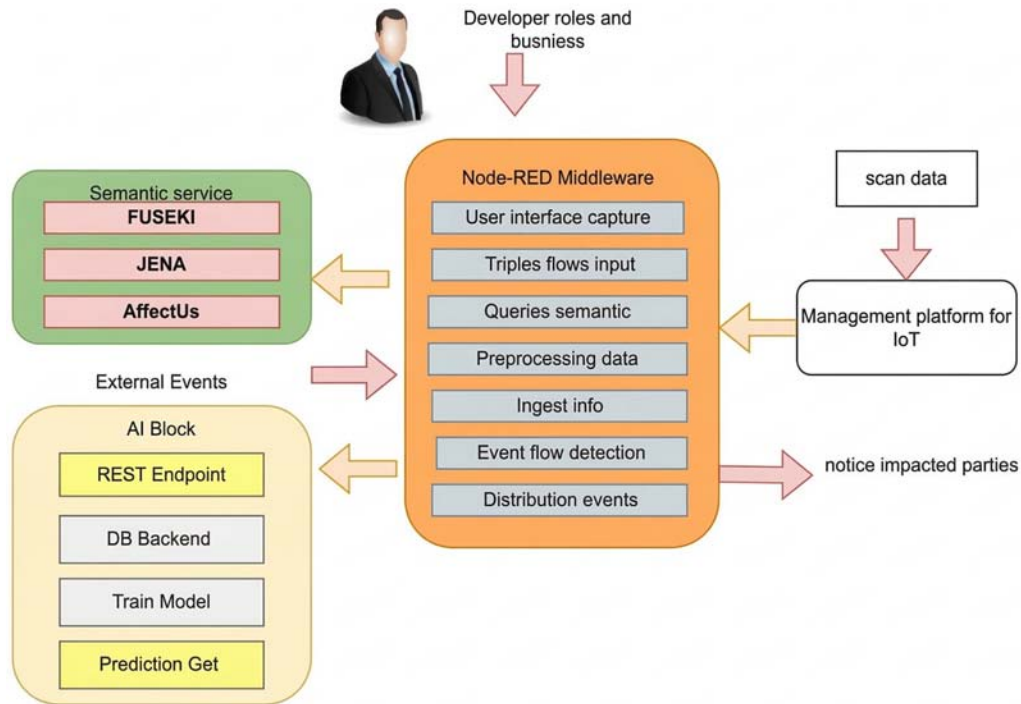 Developer roles and
busniess
Semantic service
FUSEKI
JENA
AffectUs
External Events
AI Block
REST Endpoint
DB Backend
Train Model
Prediction Get
Node-RED Middleware
User interface capture
Triples flows input
Queries semantic
Preprocessing data
Ingest info
Event flow detection
Distribution events
scan data
Management platform for
IoT
notice impacted parties